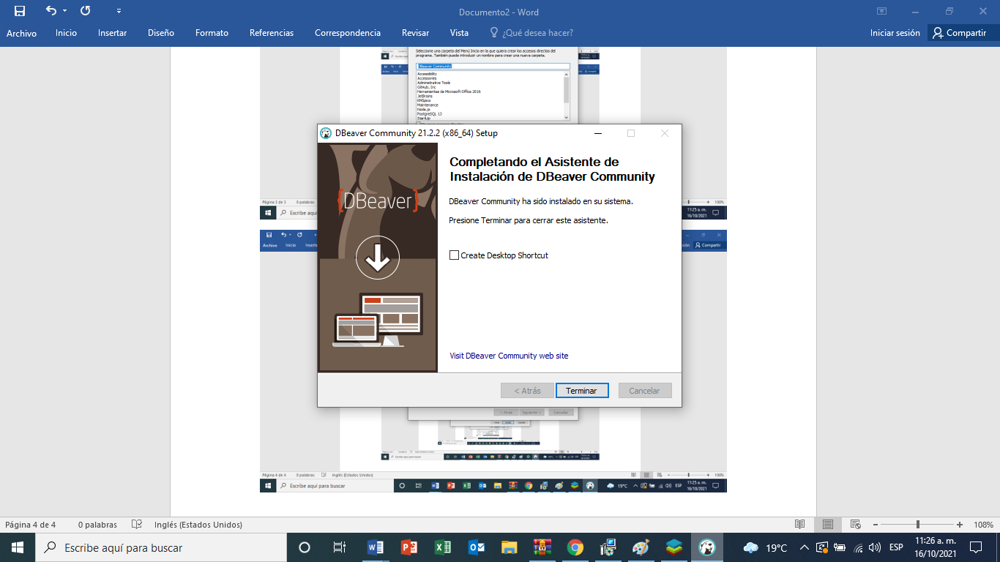 Documento2 - Word
Archivo Inicio Insertar Diseño Formato Referencias Correspondencia Revisar Vista ¿Qué desea hacer? Iniciar sesión Compartir
Seleccione una carpeta del Menú Inicio en la que quiera crear los accesos directos del
programa. También puede introducir un nombre para crear una nueva carpeta.
DBeaver Community
Accessibility
Accessories
Administrative Tools
GitHub, Inc
Herramientas de Microsoft Office 2016
JetBrains
KMSpico
Maintenance
Node.js
PostgreSQL 13
StartUp
DBeaver Community 21.2.2 (x86_64) Setup
Completando el Asistente de
Instalación de DBeaver Community
{DBeaver}
DBeaver Community ha sido instalado en su sistema.
Presione Terminar para cerrar este asistente.
Create Desktop Shortcut
Visit DBeaver Community web site
< Atrás Terminar Cancelar
Página 3 de 3 0 palabras 100%
Escribe aquí 11:25 a. m.
16/10/2021
Archivo Inicio Compartir
< Atrás Siguiente > Cancelar
Página 4 de 4 0 palabras Inglés (Estados Unidos) 100%
Escribe aquí para buscar 19°C ESP 11:25 a. m.
16/10/2021
Página 4 de 4 0 palabras Inglés (Estados Unidos) 108%
Escribe aquí para buscar 19°C ESP 11:26 a. m.
16/10/2021